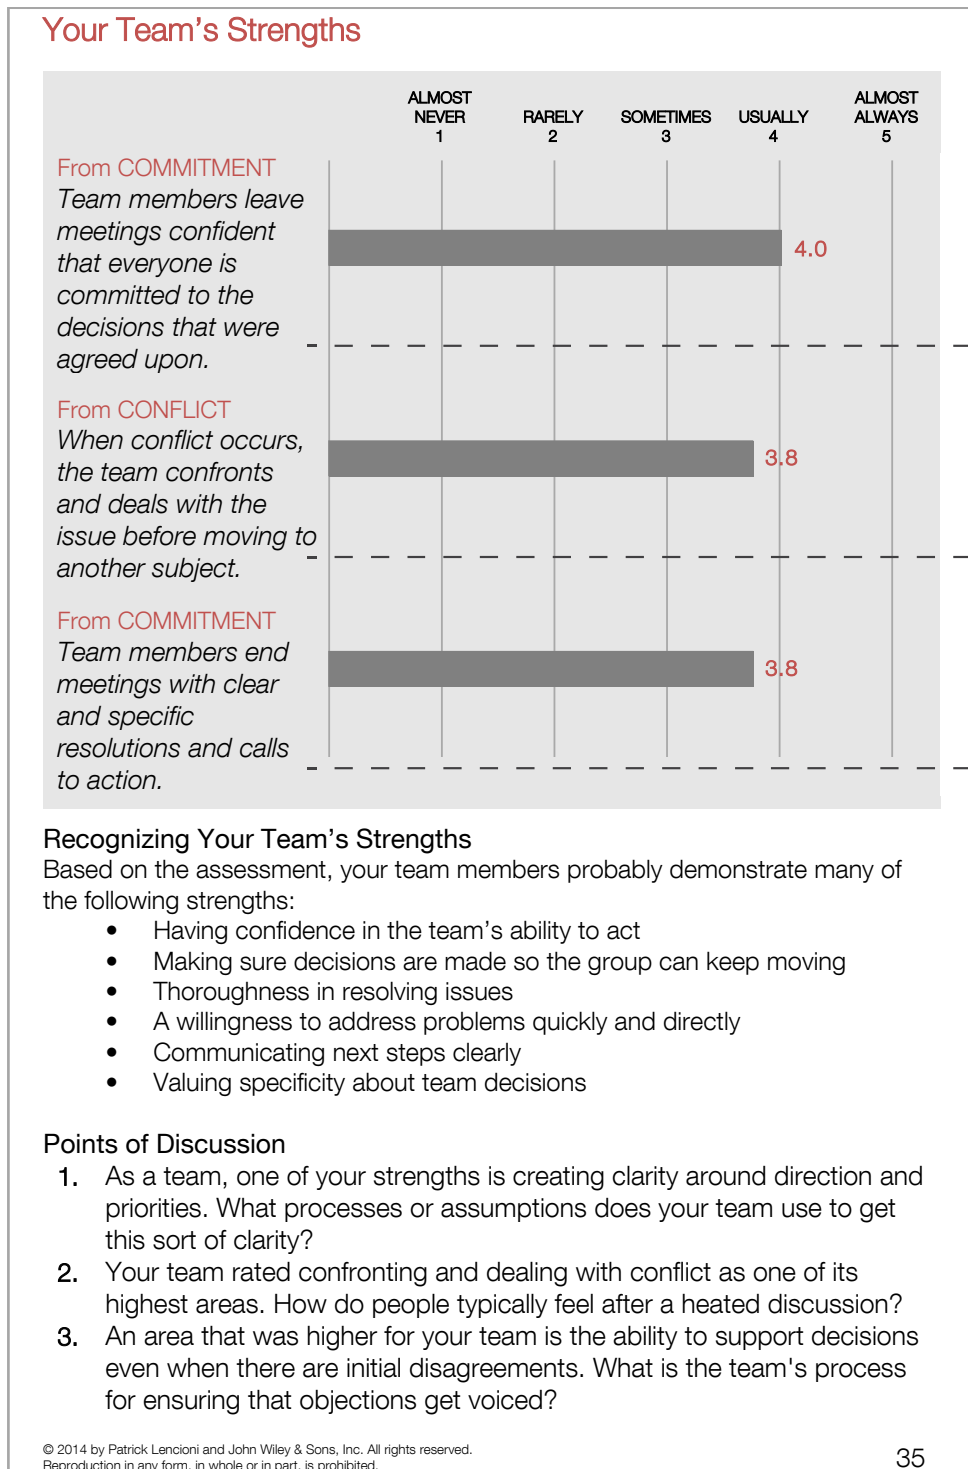 Your Team's Strengths
ALMOST NEVER 1
RARELY 2
SOMETIMES 3
USUALLY 4
ALMOST ALWAYS 5
From COMMITMENT
Team members leave
meetings confident
that everyone is
committed to the
decisions that were
agreed upon.
4.0
From CONFLICT
When conflict occurs,
the team confronts
and deals with the
issue before moving to
another subject.
3.8
From COMMITMENT
Team members end
meetings with clear
and specific
resolutions and calls
to action.
3.8
Recognizing Your Team's Strengths
Based on the assessment, your team members probably demonstrate many of
the following strengths:
• Having confidence in the team's ability to act
• Making sure decisions are made so the group can keep moving
• Thoroughness in resolving issues
• A willingness to address problems quickly and directly
• Communicating next steps clearly
• Valuing specificity about team decisions
Points of Discussion
1. As a team, one of your strengths is creating clarity around direction and
priorities. What processes or assumptions does your team use to get
this sort of clarity?
2. Your team rated confronting and dealing with conflict as one of its
highest areas. How do people typically feel after a heated discussion?
3. An area that was higher for your team is the ability to support decisions
even when there are initial disagreements. What is the team's process
for ensuring that objections get voiced?
© 2014 by Patrick Lencioni and John Wiley & Sons, Inc. All rights reserved.
Reproduction in any form, in whole or in part, is prohibited.
35